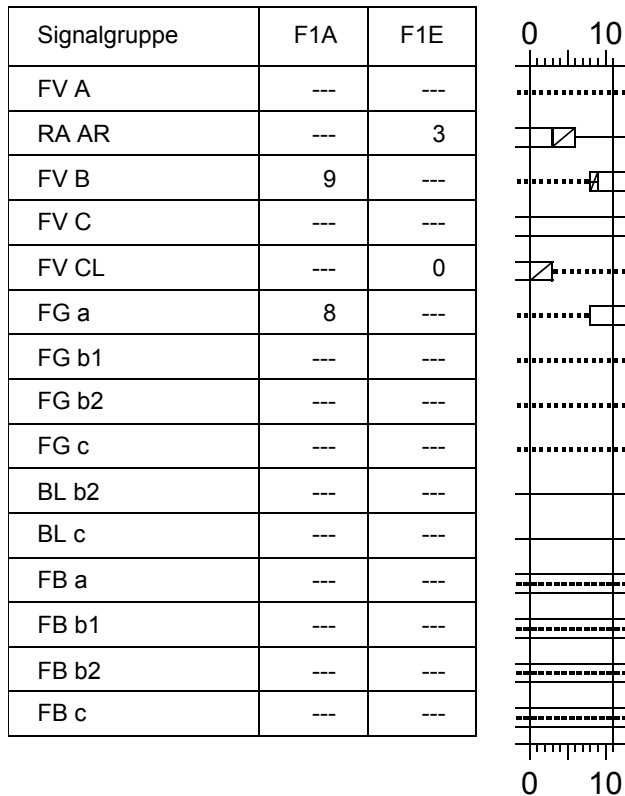 Signalgruppe F1A F1E 0 10
FV A --- ---
RA AR --- 3
FV B 9 ---
FV C --- ---
FV CL --- 0
FG a 8 ---
FG b1 --- ---
FG b2 --- ---
FG c --- ---
BL b2 --- ---
BL c --- ---
FB a --- ---
FB b1 --- ---
FB b2 --- ---
FB c --- ---
0 10